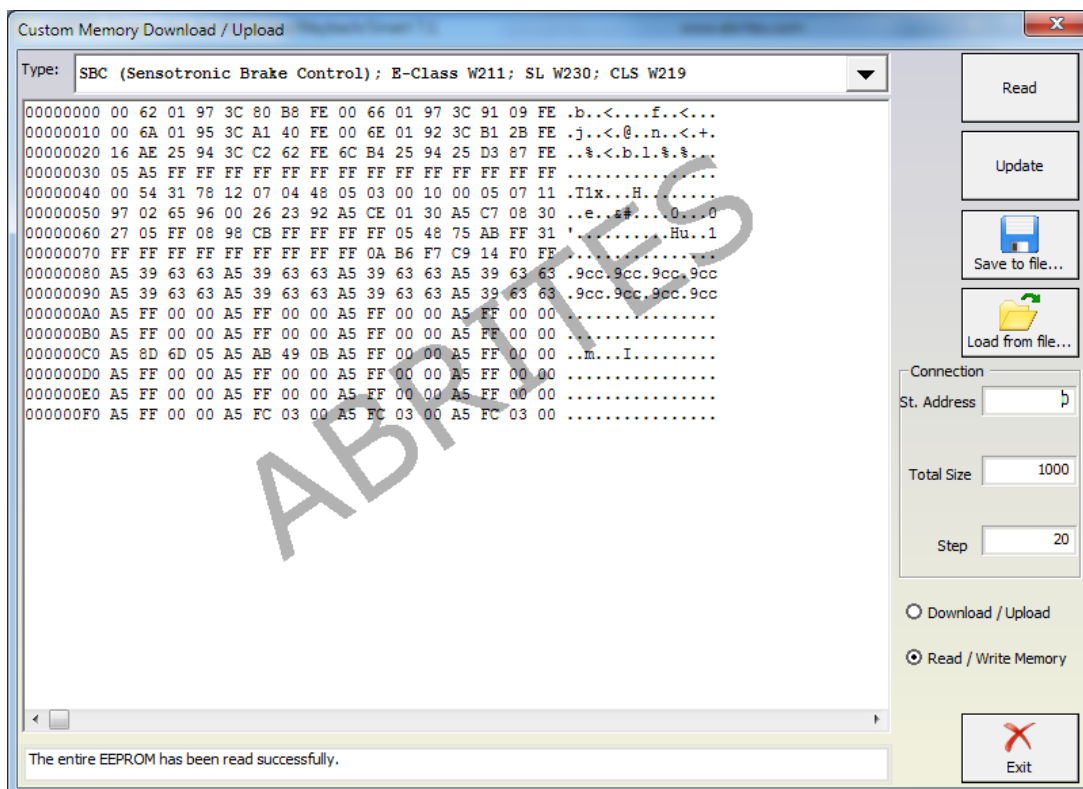 Custom Memory Download / Upload
Type: SBC (Sensotronic Brake Control); E-Class W211; SL W230; CLS W219
00000000 00 62 01 97 3C 80 B8 FE 00 66 01 97 3C 91 09 FE .b..<....f..<...
00000010 00 6A 01 95 3C A1 40 FE 00 6E 01 92 3C B1 2B FE .j..<.@..n..<.+.
00000020 16 AE 25 94 3C C2 62 FE 6C B4 25 94 25 D3 87 FE ..%.<.b.l.%.%...
00000030 05 A5 FF FF FF FF FF FF FF FF FF FF FF FF FF FF ................
00000040 00 54 31 78 12 07 04 48 05 03 00 10 00 05 07 11 .T1x...H........
00000050 97 02 65 96 00 26 23 92 A5 CE 01 30 A5 C7 08 30 ..e..&#....0...0
00000060 27 05 FF 08 98 CB FF FF FF FF 05 48 75 AB FF 31 '..........Hu..1
00000070 FF FF FF FF FF FF FF FF FF 0A B6 F7 C9 14 F0 FF ................
00000080 A5 39 63 63 A5 39 63 63 A5 39 63 63 A5 39 63 63 .9cc.9cc.9cc.9cc
00000090 A5 39 63 63 A5 39 63 63 A5 39 63 63 A5 39 63 63 .9cc.9cc.9cc.9cc
000000A0 A5 FF 00 00 A5 FF 00 00 A5 FF 00 00 A5 FF 00 00 ................
000000B0 A5 FF 00 00 A5 FF 00 00 A5 FF 00 00 A5 FF 00 00 ................
000000C0 A5 8D 6D 05 A5 AB 49 0B A5 FF 00 00 A5 FF 00 00 ..m...I.........
000000D0 A5 FF 00 00 A5 FF 00 00 A5 FF 00 00 A5 FF 00 00 ................
000000E0 A5 FF 00 00 A5 FF 00 00 A5 FF 00 00 A5 FF 00 00 ................
000000F0 A5 FF 00 00 A5 FC 03 00 A5 FC 03 00 A5 FC 03 00 ................
ABRITES
The entire EEPROM has been read successfully.
Read
Update
Save to file...
Load from file...
Connection
St. Address 0
Total Size 1000
Step 20
Download / Upload
Read / Write Memory
Exit